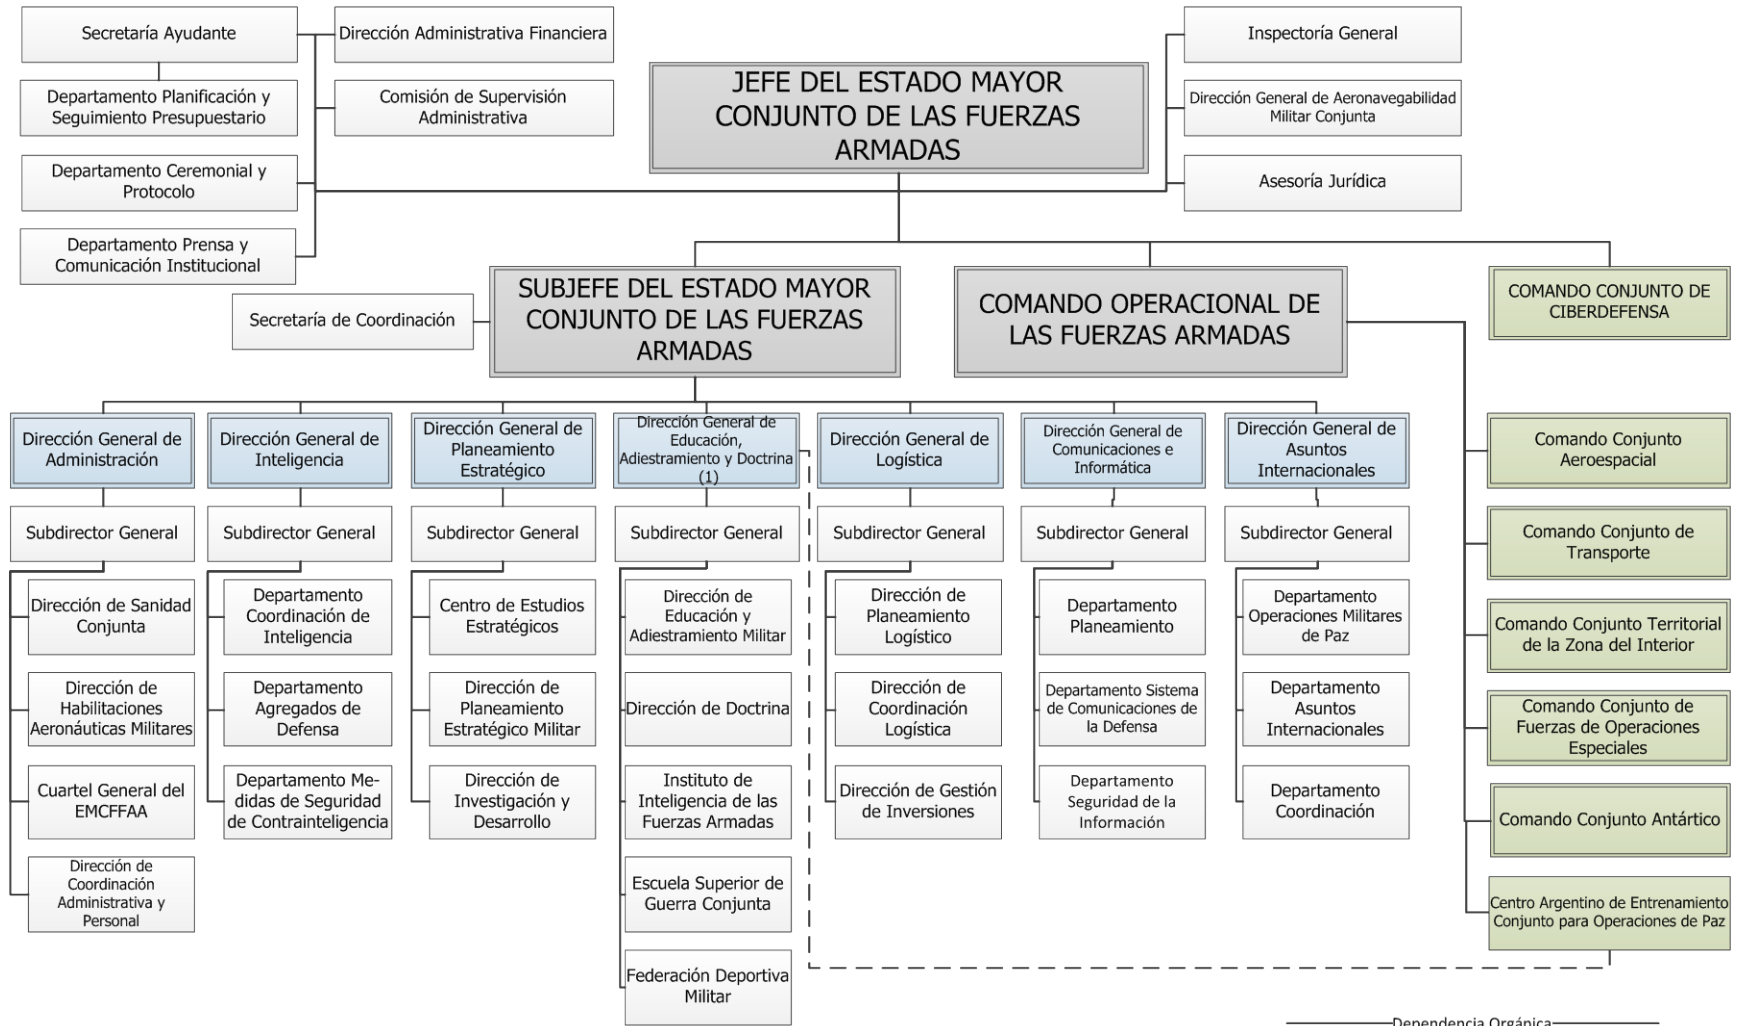 Secretaría Ayudante
Dirección Administrativa Financiera
Inspectoría General
Departamento Planificación y
Seguimiento Presupuestario
Comisión de Supervisión
Administrativa
JEFE DEL ESTADO MAYOR
CONJUNTO DE LAS FUERZAS
ARMADAS
Dirección General de Aeronavegabilidad
Militar Conjunta
Departamento Ceremonial y
Protocolo
Asesoría Jurídica
Departamento Prensa y
Comunicación Institucional
Secretaría de Coordinación
SUBJEFE DEL ESTADO MAYOR
CONJUNTO DE LAS FUERZAS
ARMADAS
COMANDO OPERACIONAL DE
LAS FUERZAS ARMADAS
COMANDO CONJUNTO DE
CIBERDEFENSA
Dirección General de
Administración
Dirección General de
Inteligencia
Dirección General de
Planeamiento
Estratégico
Dirección General de
Educación,
Adiestramiento y Doctrina
(1)
Dirección General de
Logística
Dirección General de
Comunicaciones e
Informática
Dirección General de
Asuntos
Internacionales
Comando Conjunto
Aeroespacial
Subdirector General
Subdirector General
Subdirector General
Subdirector General
Subdirector General
Subdirector General
Subdirector General
Comando Conjunto de
Transporte
Dirección de Sanidad
Conjunta
Departamento
Coordinación de
Inteligencia
Centro de Estudios
Estratégicos
Dirección de
Educación y
Adiestramiento Militar
Dirección de
Planeamiento
Logístico
Departamento
Planeamiento
Departamento
Operaciones Militares
de Paz
Comando Conjunto Territorial
de la Zona del Interior
Dirección de
Habilitaciones
Aeronáuticas Militares
Departamento
Agregados de
Defensa
Dirección de
Planeamiento
Estratégico Militar
Dirección de Doctrina
Dirección de
Coordinación
Logística
Departamento Sistema
de Comunicaciones de
la Defensa
Departamento
Asuntos
Internacionales
Comando Conjunto de
Fuerzas de Operaciones
Especiales
Cuartel General del
EMCFFAA
Departamento Me-
didas de Seguridad
de Contrainteligencia
Dirección de
Investigación y
Desarrollo
Instituto de
Inteligencia de las
Fuerzas Armadas
Dirección de Gestión
de Inversiones
Departamento
Seguridad de la
Información
Departamento
Coordinación
Comando Conjunto Antártico
Dirección de
Coordinación
Administrativa y
Personal
Escuela Superior de
Guerra Conjunta
Centro Argentino de Entrenamiento
Conjunto para Operaciones de Paz
Federación Deportiva
Militar
Dependencia Orgánica